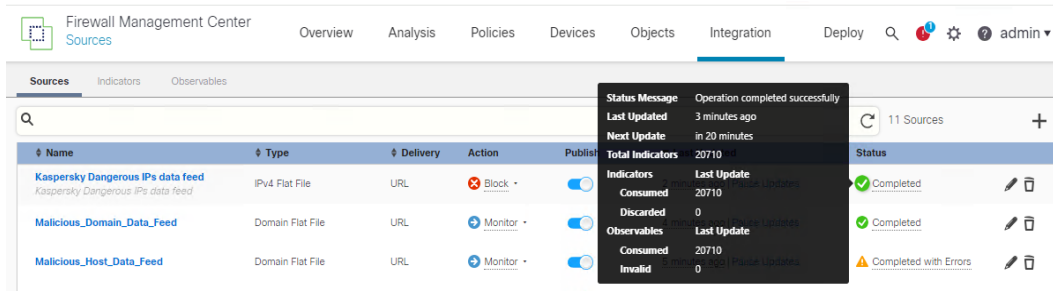 Firewall Management Center
Sources
Overview Analysis Policies Devices Objects Integration Deploy 1 admin
Sources Indicators Observables
11 Sources
Name Type Delivery Action Publish Status
Kaspersky Dangerous IPs data feed
Kaspersky Dangerous IPs data feed
IPv4 Flat File URL Block Completed
Malicious_Domain_Data_Feed Domain Flat File URL Monitor Completed
Malicious_Host_Data_Feed Domain Flat File URL Monitor Completed with Errors
Status Message Operation completed successfully
Last Updated 3 minutes ago
Next Update in 20 minutes
Total Indicators 20710
Indicators Last Update
Consumed 20710
Discarded 0
Observables Last Update
Consumed 20710
Invalid 0